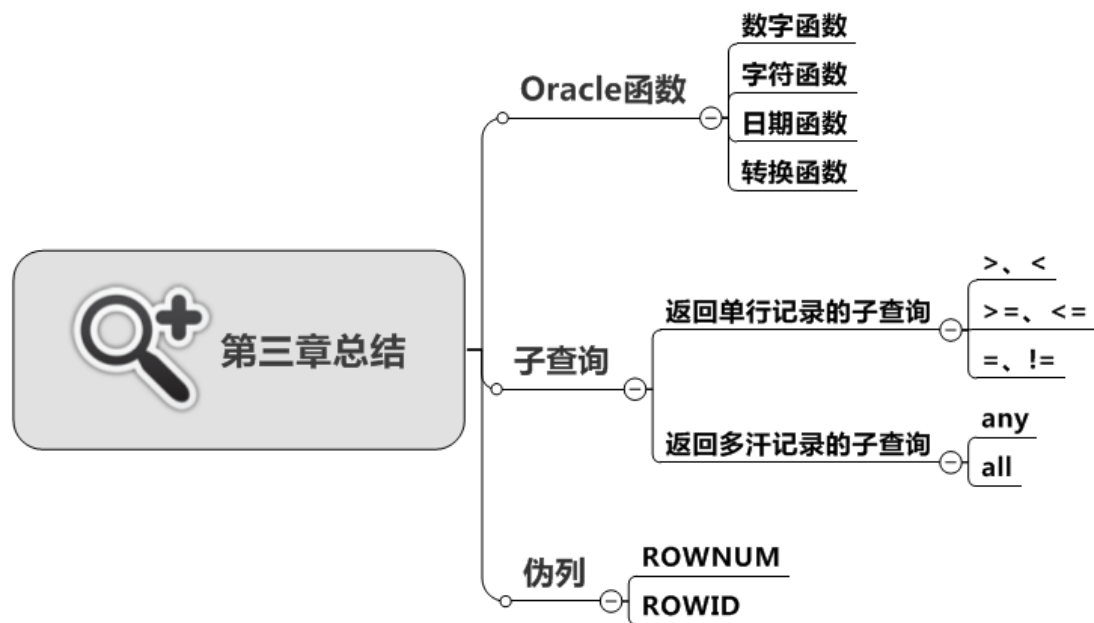 第三章总结
Oracle函数
数字函数
字符函数
日期函数
转换函数
子查询
返回单行记录的子查询
>、<
>=、<=
=、!=
返回多汗记录的子查询
any
all
伪列
ROWNUM
ROWID